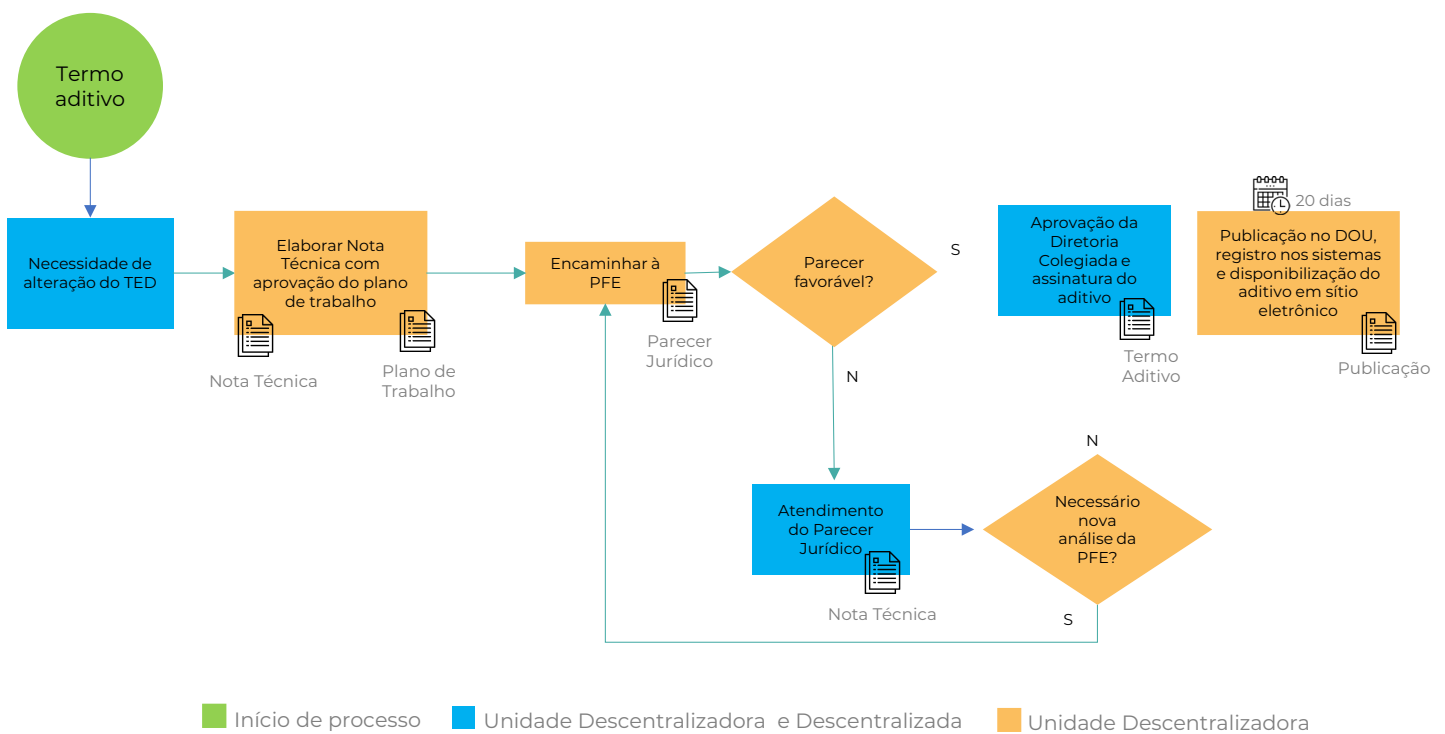 Termo
aditivo
Necessidade de
alteração do TED
Elaborar Nota
Técnica com
aprovação do plano
de trabalho
Nota Técnica
Plano de
Trabalho
Encaminhar à
PFE
Parecer
Jurídico
Parecer
favorável?
S
N
Aprovação da
Diretoria
Colegiada e
assinatura do
aditivo
Termo
Aditivo
20 dias
Publicação no DOU,
registro nos sistemas
e disponibilização do
aditivo em sítio
eletrônico
Publicação
Atendimento
do Parecer
Jurídico
Nota Técnica
N
Necessário
nova
análise da
PFE?
S
Início de processo
Unidade Descentralizadora e Descentralizada
Unidade Descentralizadora